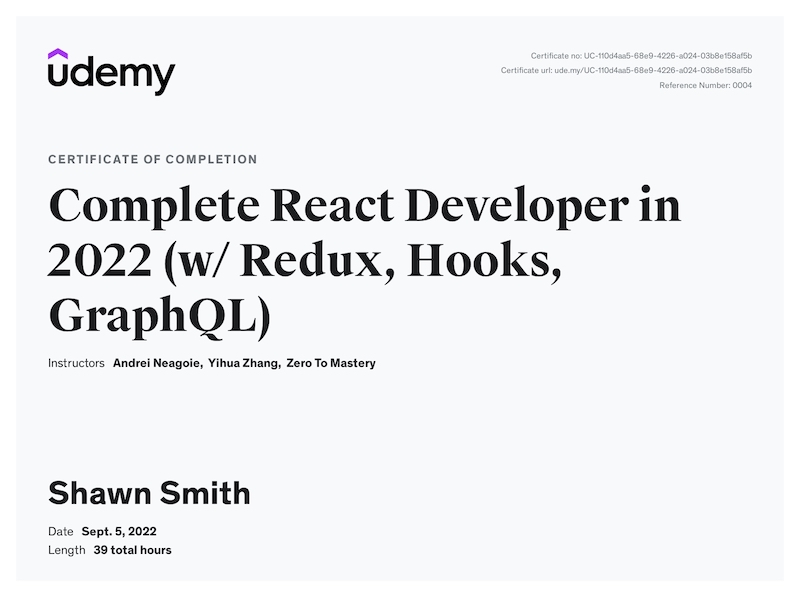 udemy
Certificate no: UC-110d4aa5-68e9-4226-a024-03b8e158af5b
Certificate url: ude.my/UC-110d4aa5-68e9-4226-a024-03b8e158af5b
Reference Number: 0004
CERTIFICATE OF COMPLETION
Complete React Developer in
2022 (w/ Redux, Hooks,
GraphQL)
Instructors Andrei Neagoie, Yihua Zhang, Zero To Mastery
Shawn Smith
Date Sept. 5, 2022
Length 39 total hours